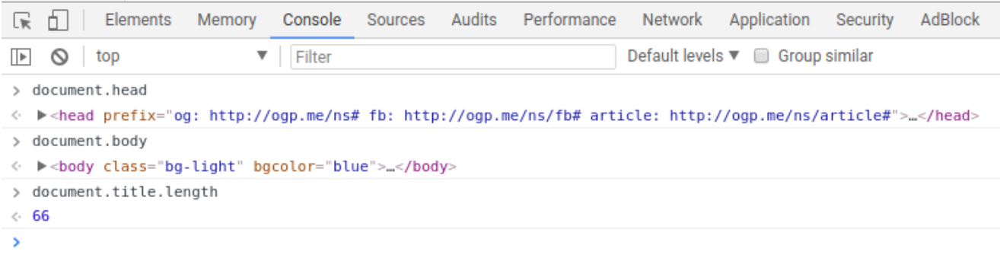 Elements Memory Console Sources Audits Performance Network Application Security AdBlock
top Filter Default levels Group similar
document.head
<head prefix="og: http://ogp.me/ns# fb: http://ogp.me/ns/fb# article: http://ogp.me/ns/article#">…</head>
document.body
<body class="bg-light" bgcolor="blue">…</body>
document.title.length
66